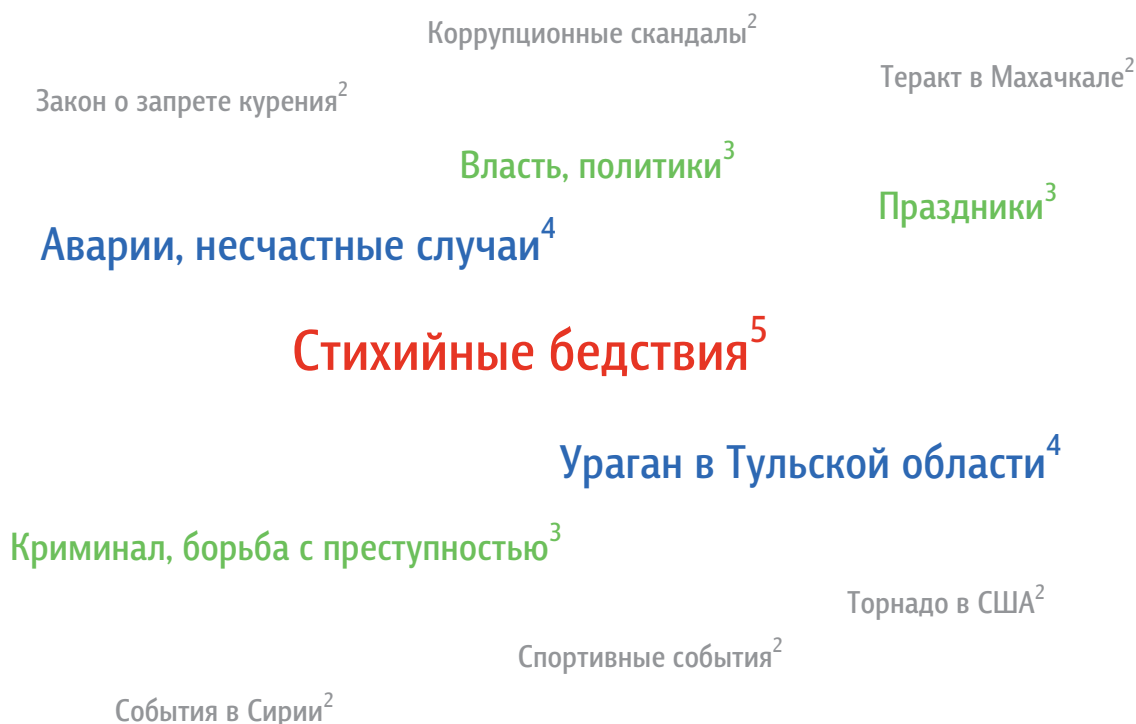 Коррупционные скандалы²
Теракт в Махачкале²
Закон о запрете курения²
Власть, политики³
Праздники³
Аварии, несчастные случаи⁴
Стихийные бедствия⁵
Ураган в Тульской области⁴
Криминал, борьба с преступностью³
Торнадо в США²
Спортивные события²
События в Сирии²